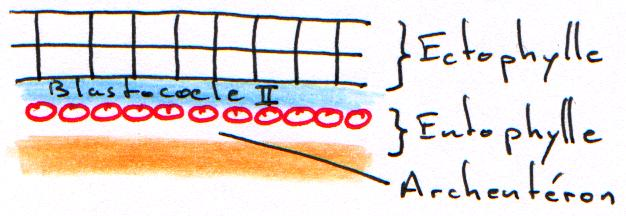 Ectophylle
Blastocoele II
Entophylle
Archentéron